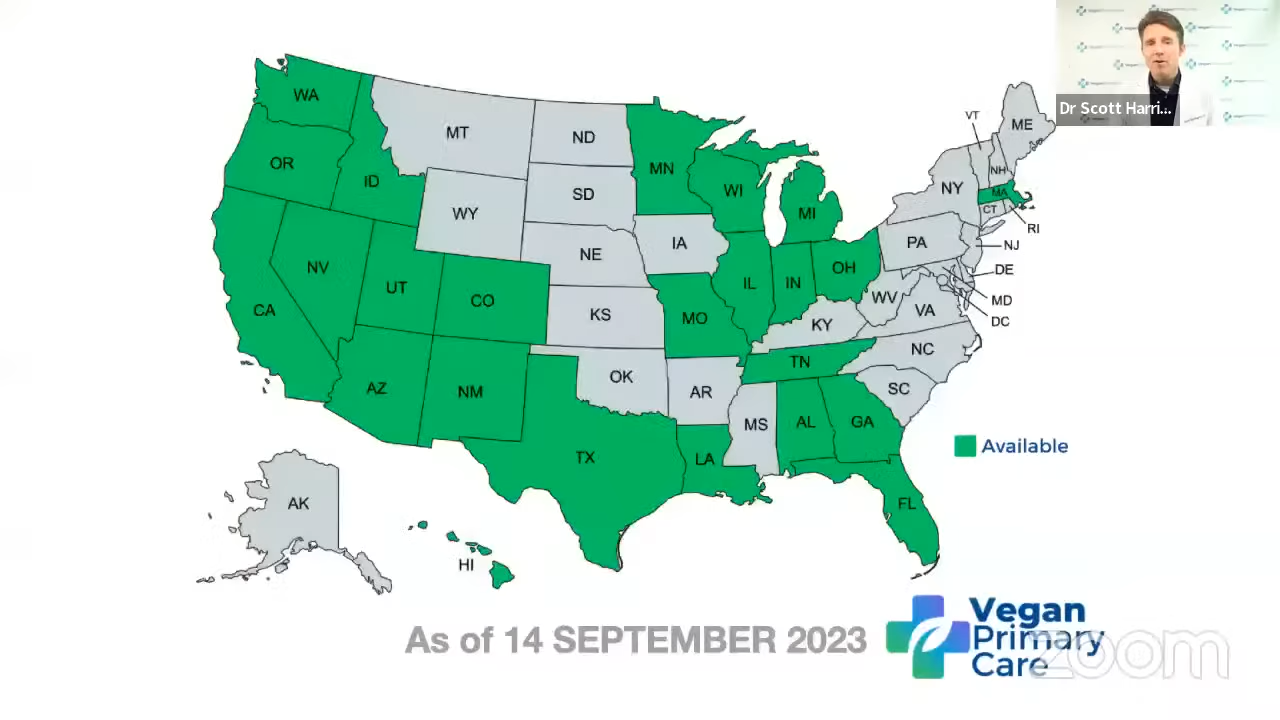 Dr Scott Harri...
WA
MT
ND
MN
VT
ME
OR
ID
SD
WI
MI
NY
NH
MA
WY
CT
RI
IA
PA
NJ
NV
NE
OH
DE
UT
CO
IL
IN
WV
MD
CA
KS
MO
KY
VA
DC
AZ
NM
OK
AR
TN
NC
SC
MS
AL
GA
Available
TX
LA
FL
AK
HI
As of 14 SEPTEMBER 2023
Vegan
Primary
Care
zoom